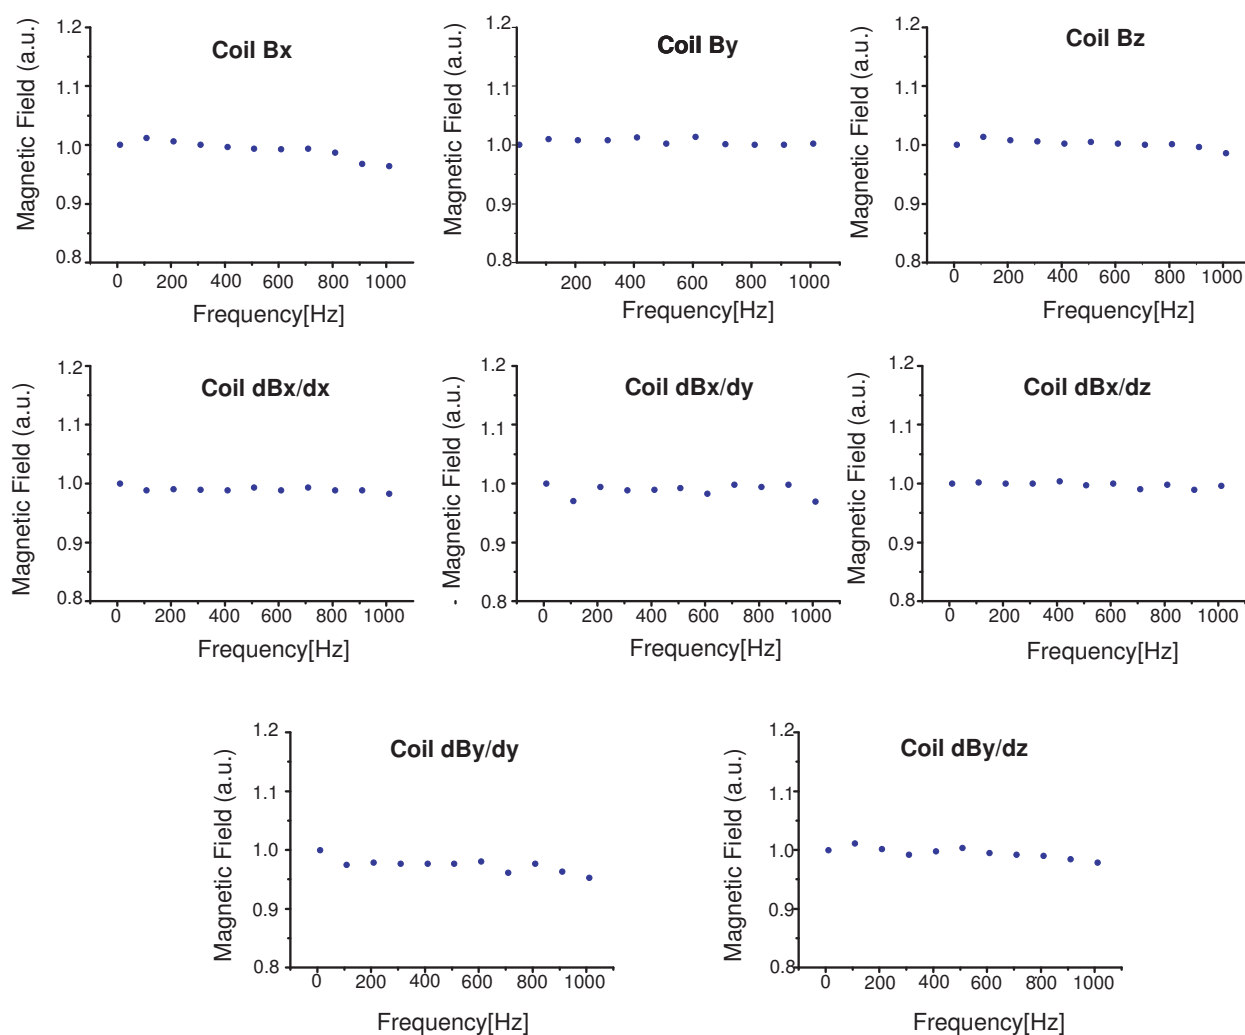 Coil Bx
Magnetic Field (a.u.)
1.2
1.1
1.0
0.9
0.8
0 200 400 600 800 1000
Frequency[Hz]
Coil By
Magnetic Field (a.u.)
1.2
1.1
1.0
0.9
0.8
200 400 600 800 1000
Frequency[Hz]
Coil Bz
Magnetic Field (a.u.)
1.2
1.1
1.0
0.9
0.8
0 200 400 600 800 1000
Frequency[Hz]
Coil dBx/dx
Magnetic Field (a.u.)
1.2
1.1
1.0
0.9
0.8
0 200 400 600 800 1000
Frequency[Hz]
Coil dBx/dy
- Magnetic Field (a.u.)
1.2
1.1
1.0
0.9
0.8
0 200 400 600 800 1000
Frequency[Hz]
Coil dBx/dz
Magnetic Field (a.u.)
1.2
1.1
1.0
0.9
0.8
0 200 400 600 800 1000
Frequency[Hz]
Coil dBy/dy
Magnetic Field (a.u.)
1.2
1.1
1.0
0.9
0.8
0 200 400 600 800 1000
Frequency[Hz]
Coil dBy/dz
Magnetic Field (a.u.)
1.2
1.1
1.0
0.9
0.8
0 200 400 600 800 1000
Frequency[Hz]